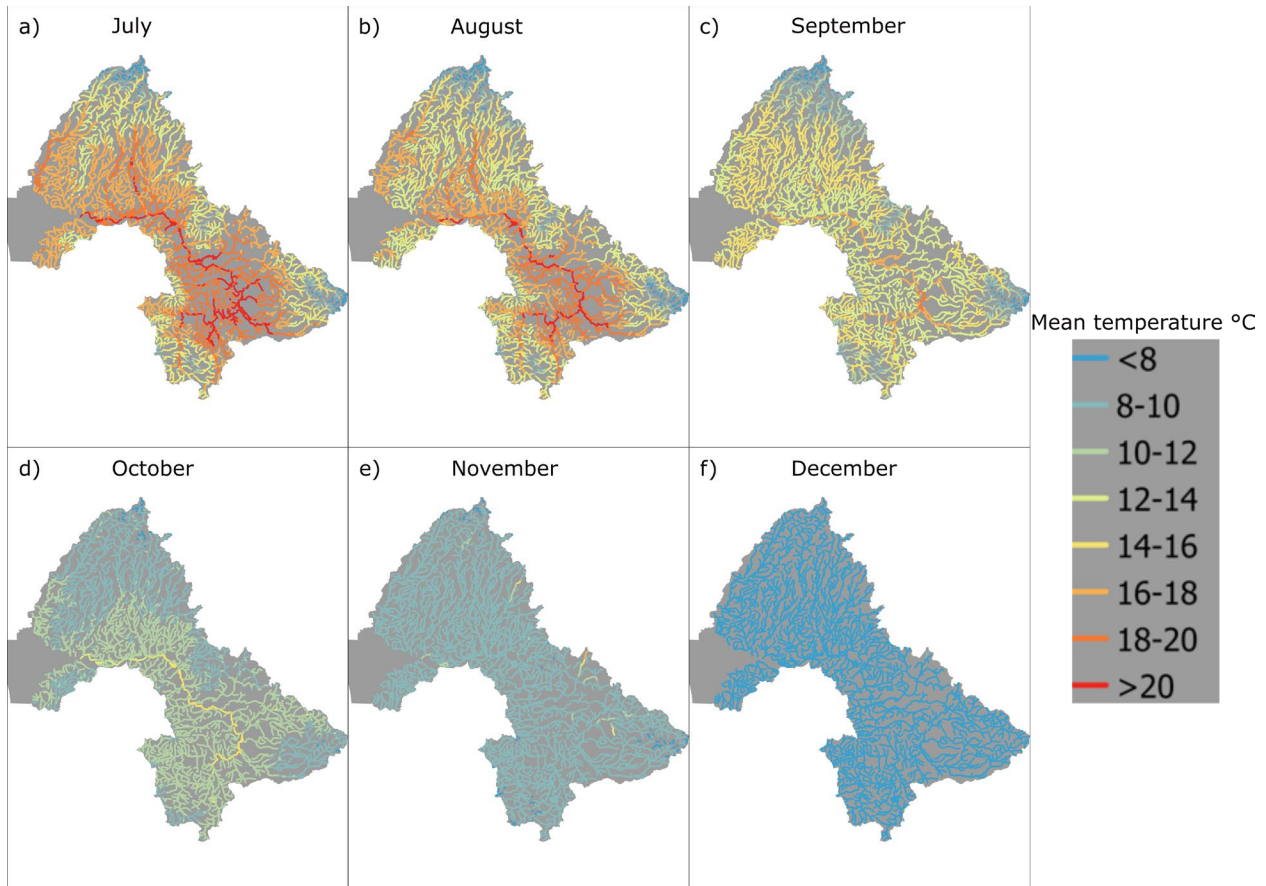 a) July
b) August
c) September
d) October
e) November
f) December
Mean temperature °C
<8
8-10
10-12
12-14
14-16
16-18
18-20
>20